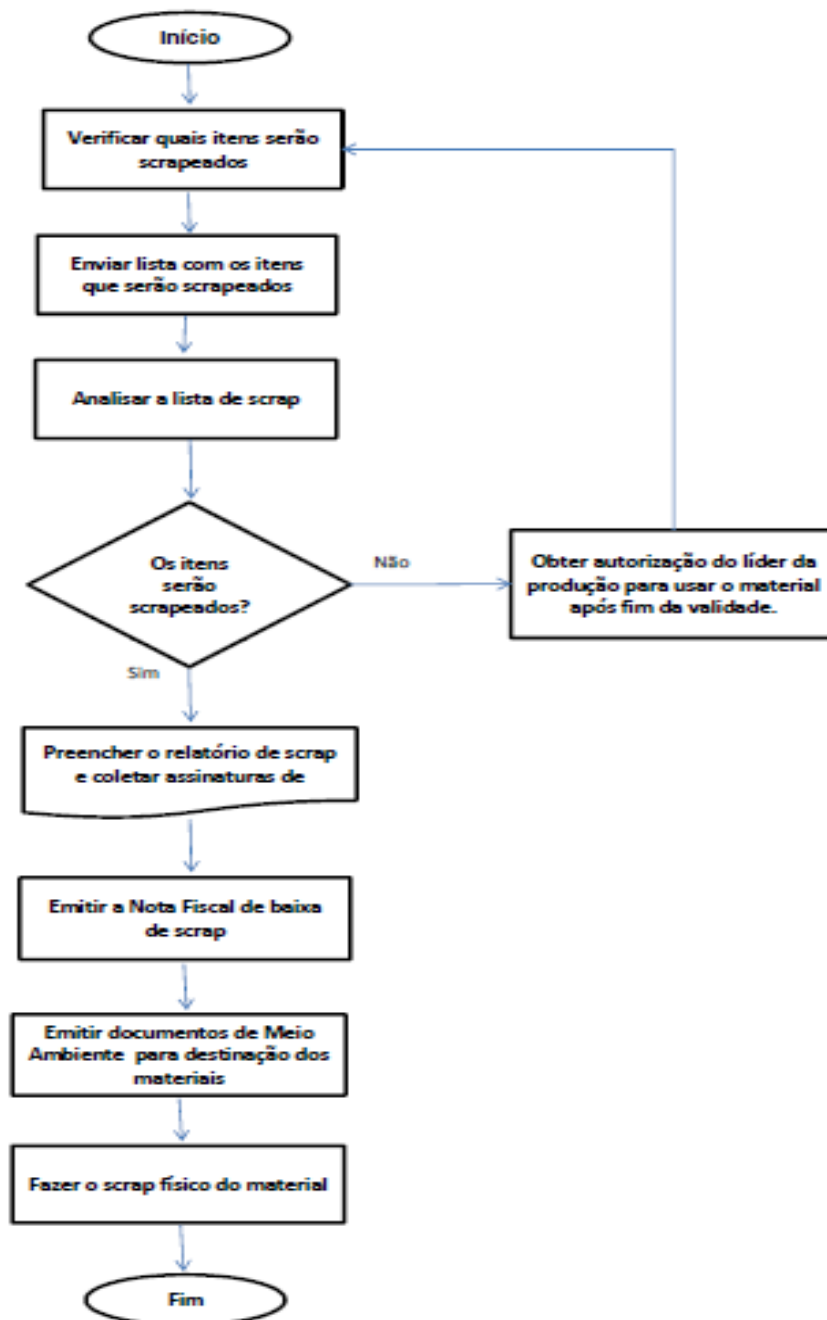 Início
Verificar quais itens serão
scrapeados
Enviar lista com os itens
que serão scrapeados
Analisar a lista de scrap
Os itens
serão
scrapeados?
Não
Obter autorização do líder da
produção para usar o material
após fim da validade.
Sim
Preencher o relatório de scrap
e coletar assinaturas de
Emitir a Nota Fiscal de baixa
de scrap
Emitir documentos de Meio
Ambiente para destinação dos
materiais
Fazer o scrap físico do material
Fim